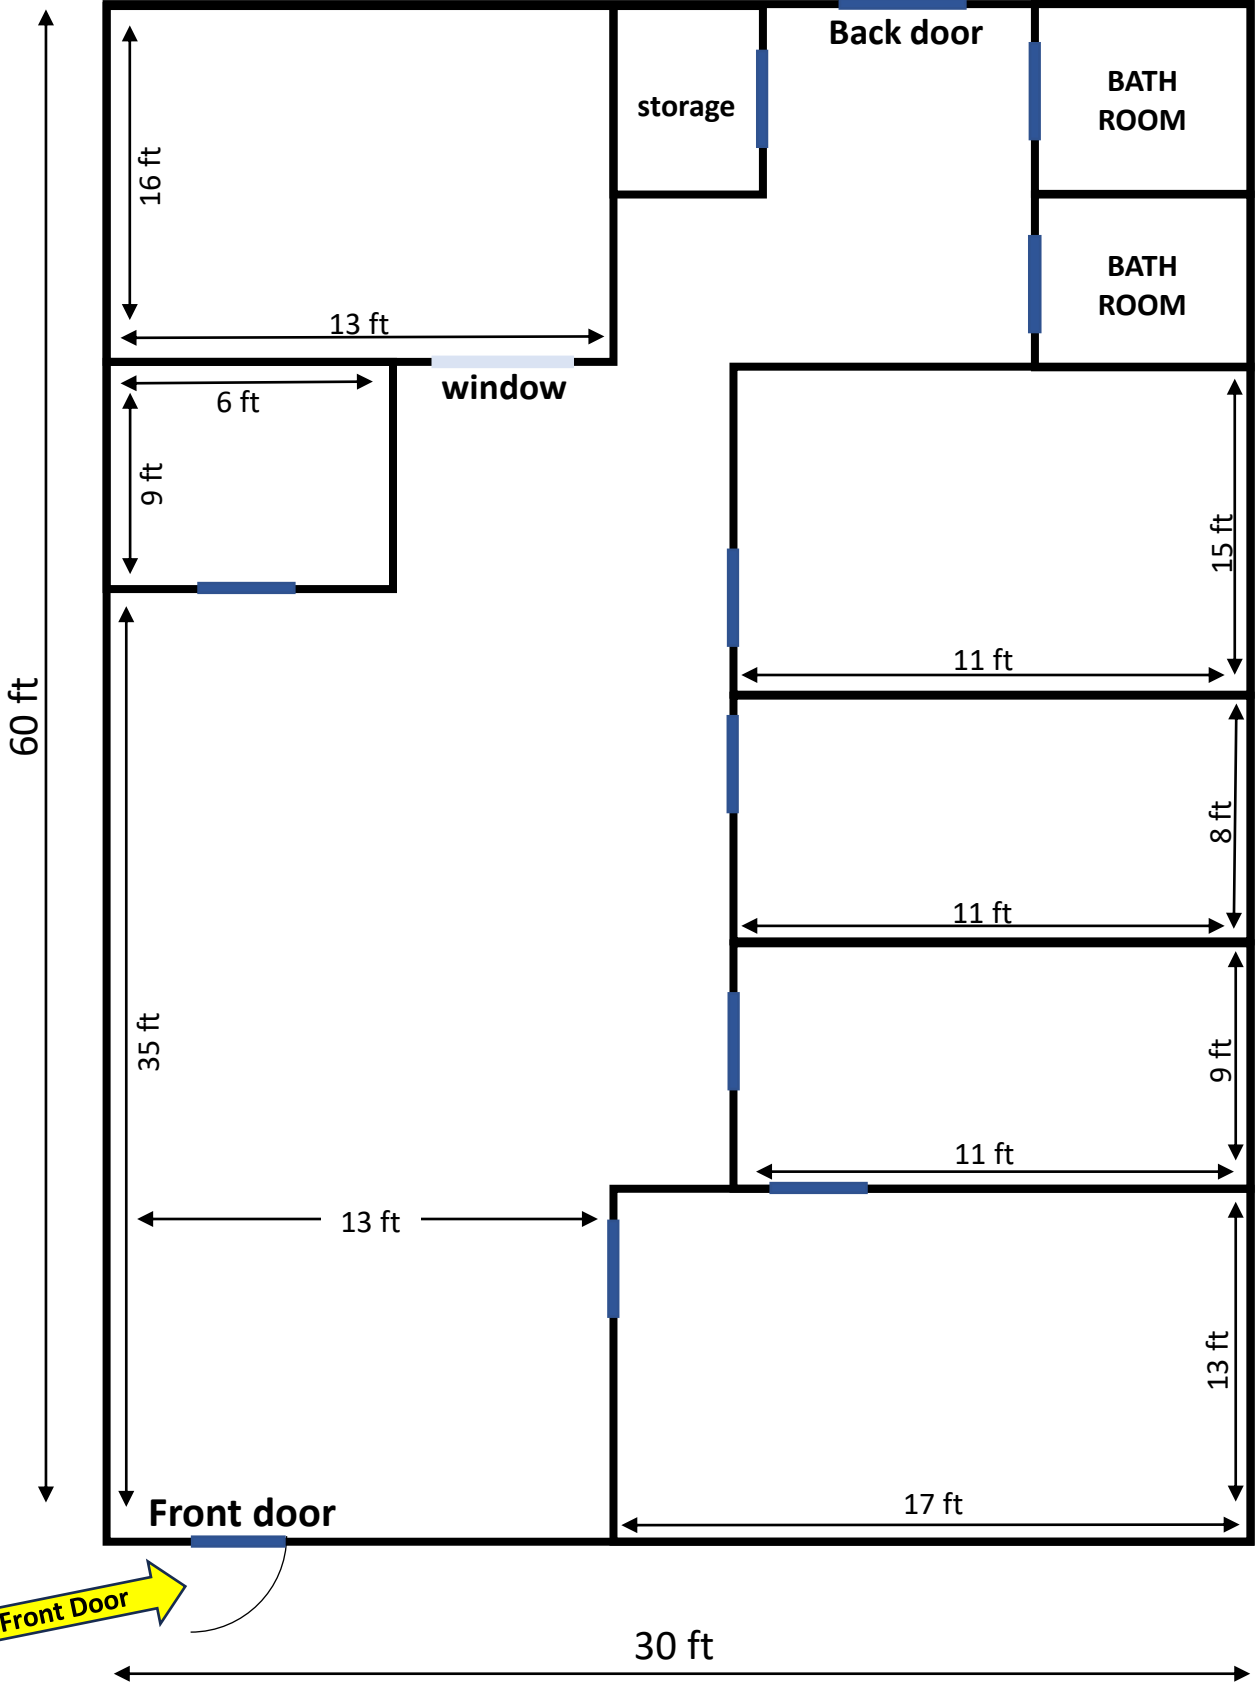 Back door
storage
BATH
ROOM
16 ft
BATH
ROOM
13 ft
window
6 ft
9 ft
15 ft
11 ft
60 ft
8 ft
11 ft
35 ft
9 ft
11 ft
13 ft
13 ft
17 ft
Front door
Front Door
30 ft